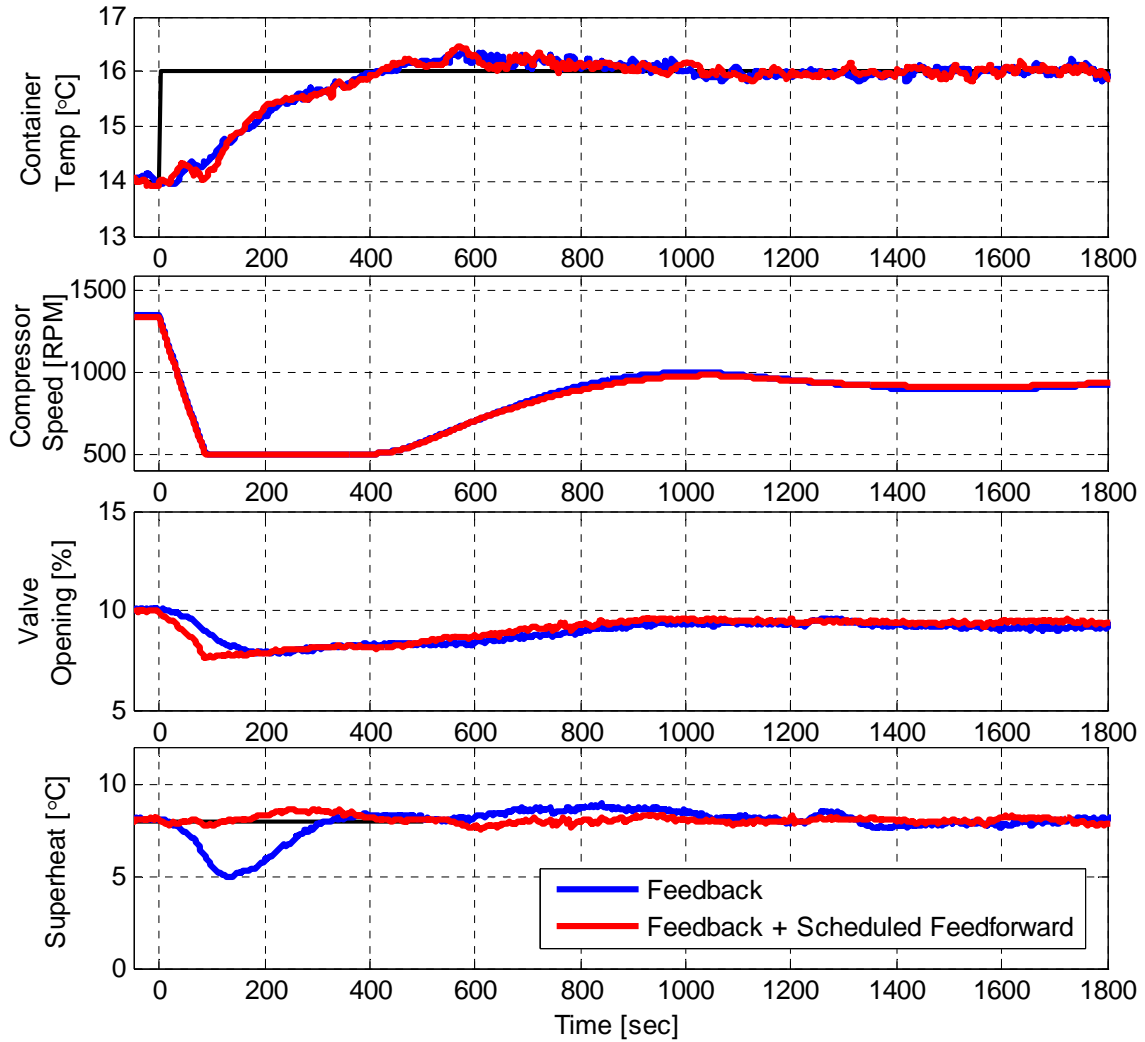 17
16
15
14
13
Container
Temp [°C]
0 200 400 600 800 1000 1200 1400 1600 1800
1500
1000
500
Compressor
Speed [RPM]
0 200 400 600 800 1000 1200 1400 1600 1800
15
10
5
Valve
Opening [%]
0 200 400 600 800 1000 1200 1400 1600 1800
10
5
0
Superheat [°C]
Feedback
Feedback + Scheduled Feedforward
0 200 400 600 800 1000 1200 1400 1600 1800
Time [sec]